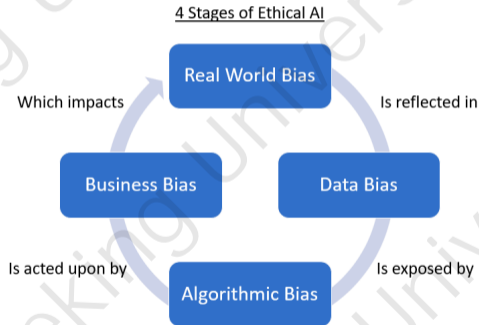 4 Stages of Ethical AI
Real World Bias
Which impacts
Is reflected in
Business Bias
Data Bias
Is acted upon by
Is exposed by
Algorithmic Bias